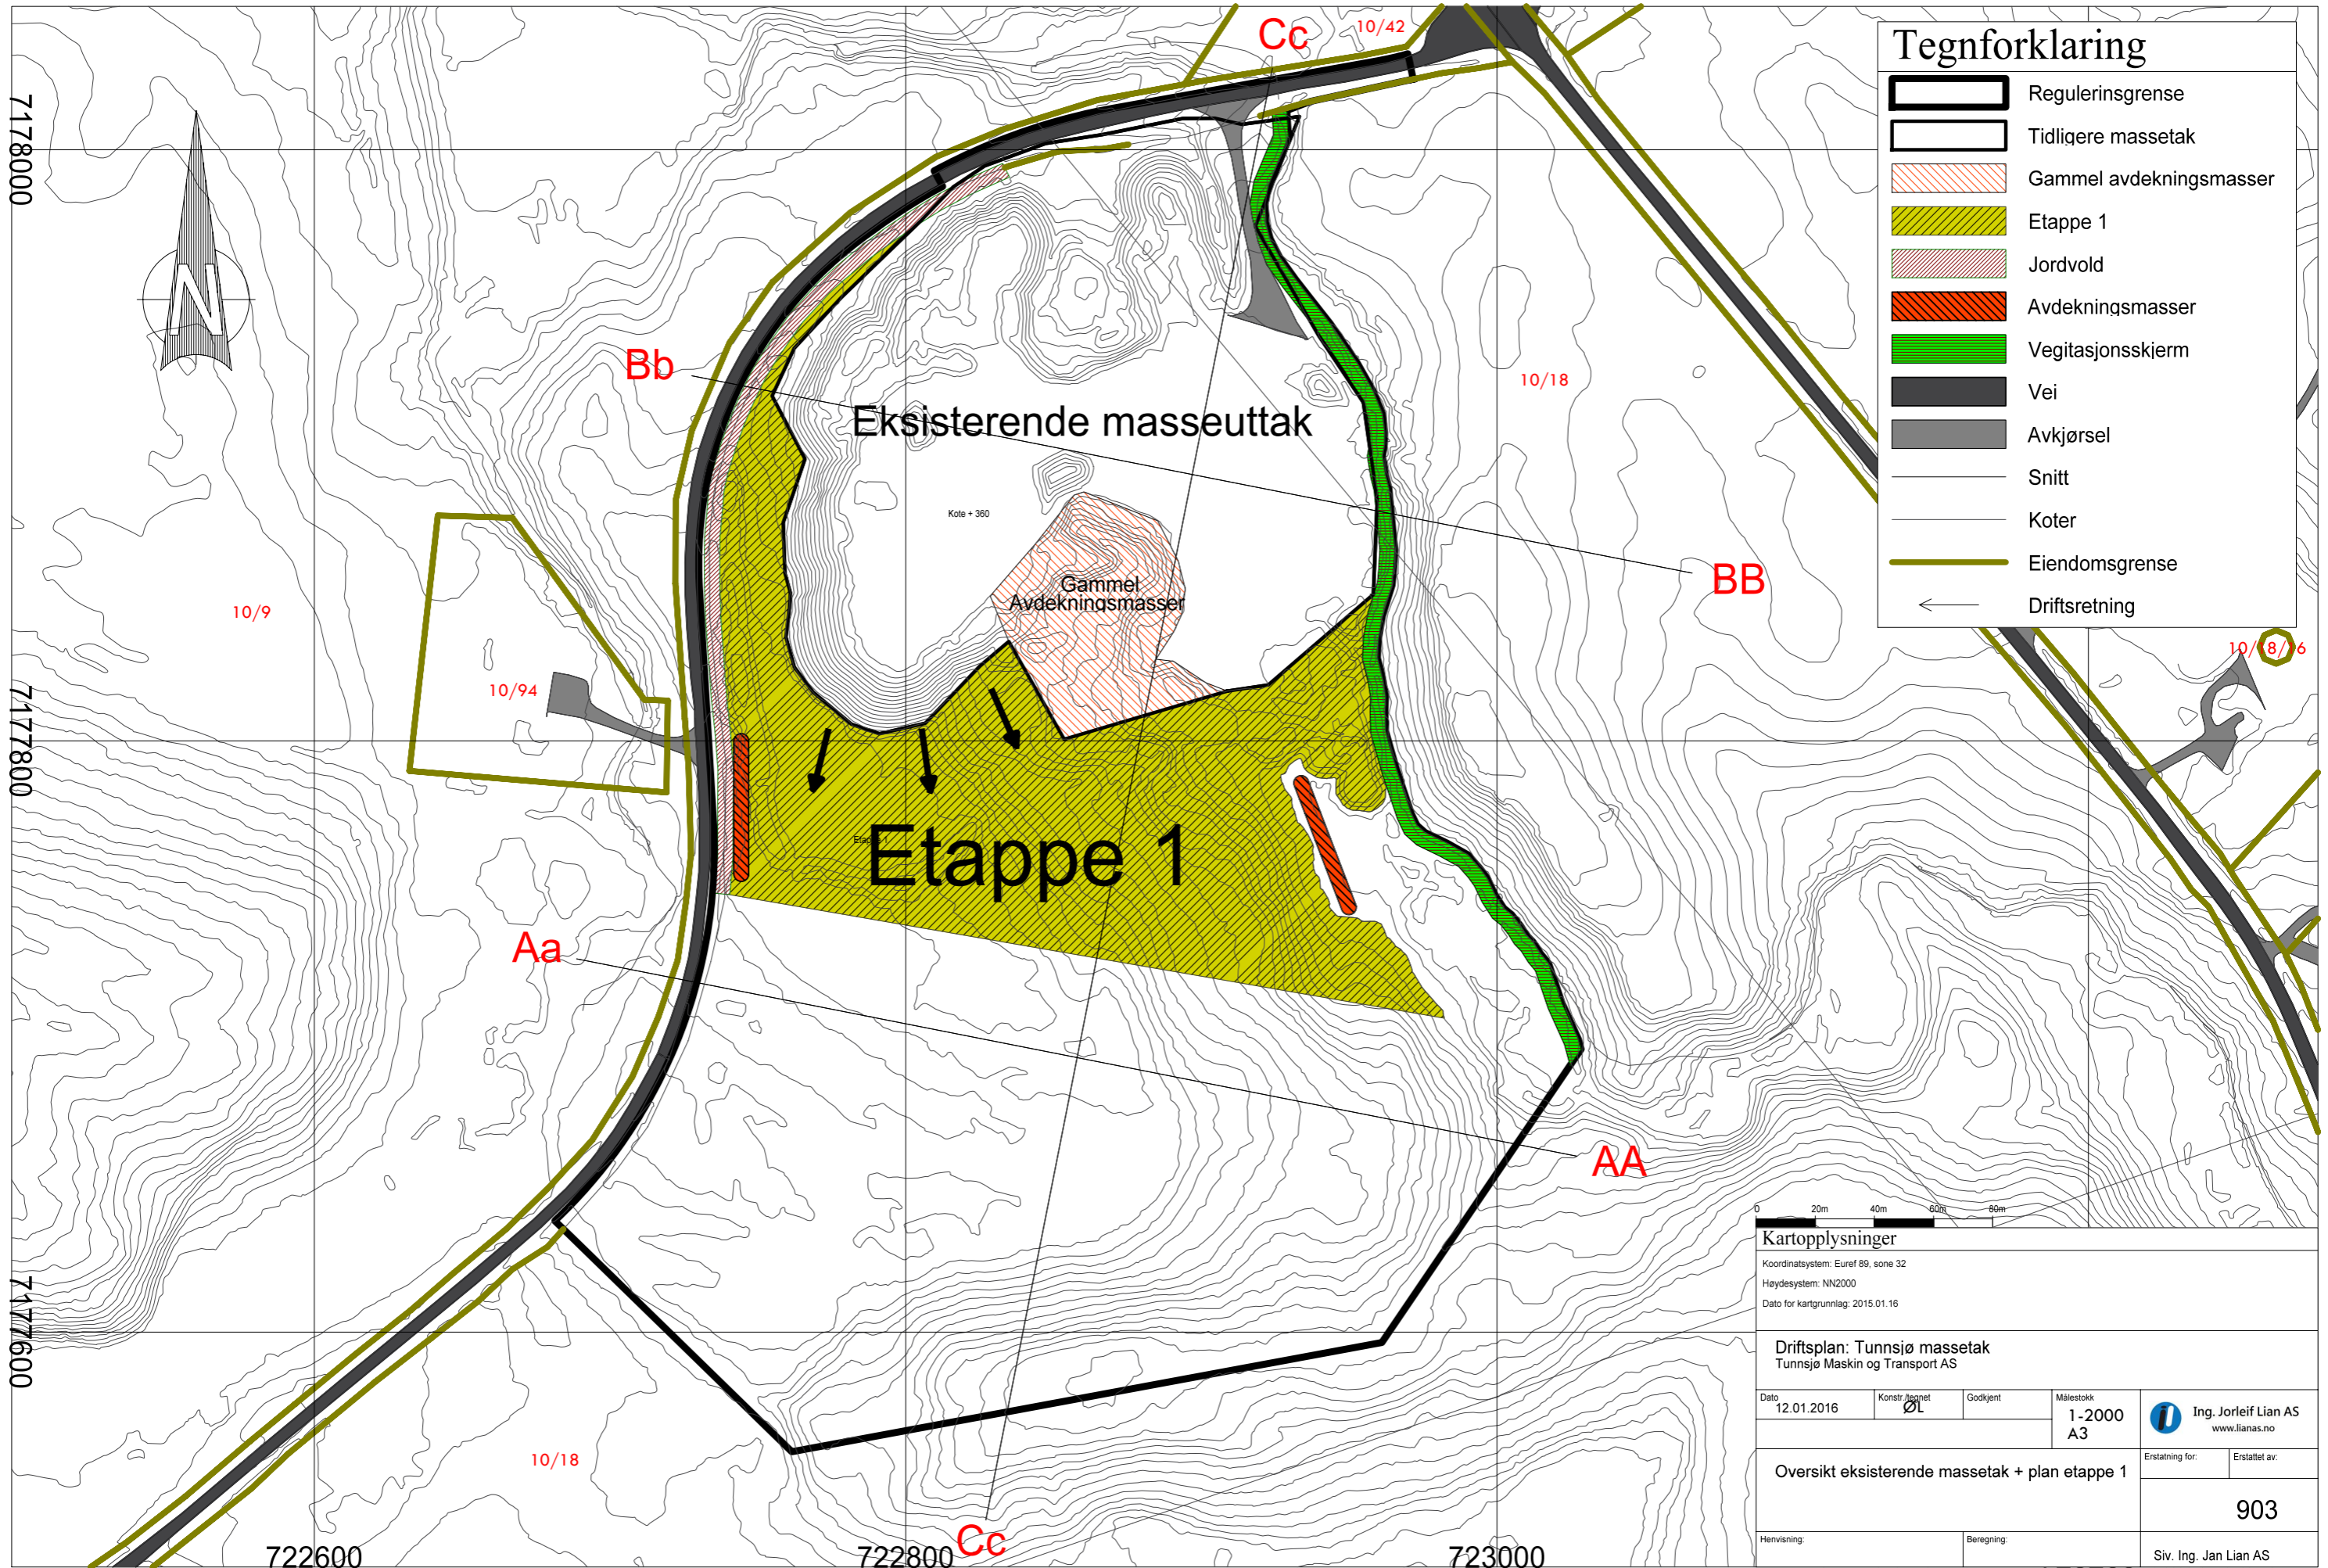 Tegnforklaring
Regulerinsgrense
Tidligere massetak
Gammel avdekningsmasser
Etappe 1
Jordvold
Avdekningsmasser
Vegitasjonsskjerm
Vei
Avkjørsel
Snitt
Koter
Eiendomsgrense
Driftsretning
Cc
10/42
7178000
N
Bb
10/18
Eksisterende masseuttak
Kote + 360
BB
Gammel
Avdekningsmasser
10/9
10/18/16
10/94
7177800
Etappe 1
Aa
AA
7177600
10/18
Cc
722600
722800
723000
0 20m 40m 60m 80m
Kartopplysninger
Koordinatsystem: Euref 89, sone 32
Høydesystem: NN2000
Dato for kartgrunnlag: 2015.01.16
Driftsplan: Tunnsjø massetak
Tunnsjø Maskin og Transport AS
Dato
12.01.2016
Konstr./tegnet
ØL
Godkjent
Målestokk
1-2000
A3
Ing. Jorleif Lian AS
www.lianas.no
Oversikt eksisterende massetak + plan etappe 1
Erstatning for:
Erstattet av:
903
Henvisning:
Beregning:
Siv. Ing. Jan Lian AS